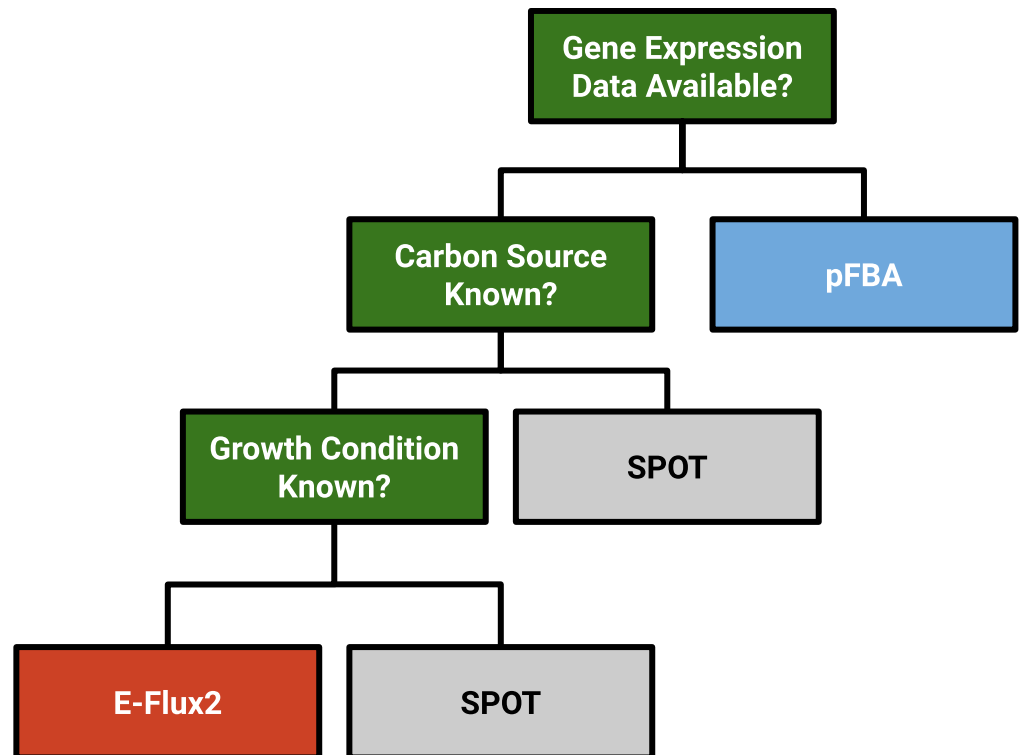 Gene Expression
Data Available?
Carbon Source
Known?
pFBA
Growth Condition
Known?
SPOT
E-Flux2
SPOT